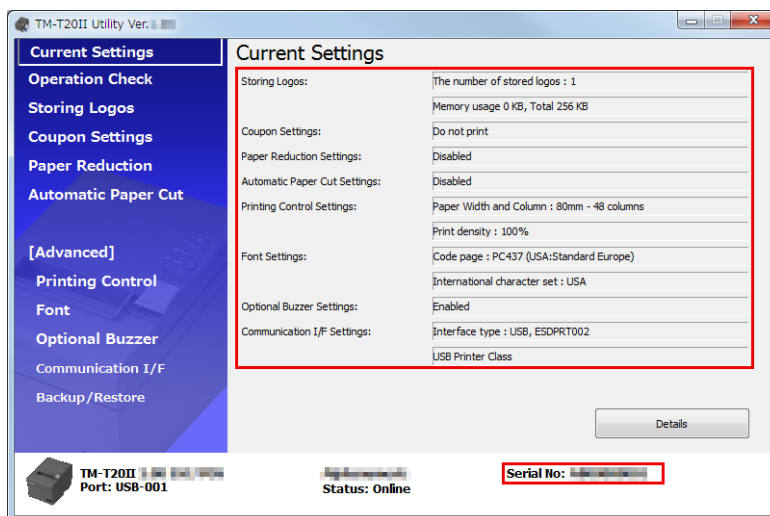 TM-T20II Utility Ver.
Current Settings
Operation Check
Storing Logos
Coupon Settings
Paper Reduction
Automatic Paper Cut
[Advanced]
Printing Control
Font
Optional Buzzer
Communication I/F
Backup/Restore
Current Settings
Storing Logos: The number of stored logos : 1
Memory usage 0 KB, Total 256 KB
Coupon Settings: Do not print
Paper Reduction Settings: Disabled
Automatic Paper Cut Settings: Disabled
Printing Control Settings: Paper Width and Column : 80mm - 48 columns
Print density : 100%
Font Settings: Code page : PC437 (USA:Standard Europe)
International character set : USA
Optional Buzzer Settings: Enabled
Communication I/F Settings: Interface type : USB, ESDPRT002
USB Printer Class
Details
TM-T20II
Port: USB-001
Status: Online
Serial No: